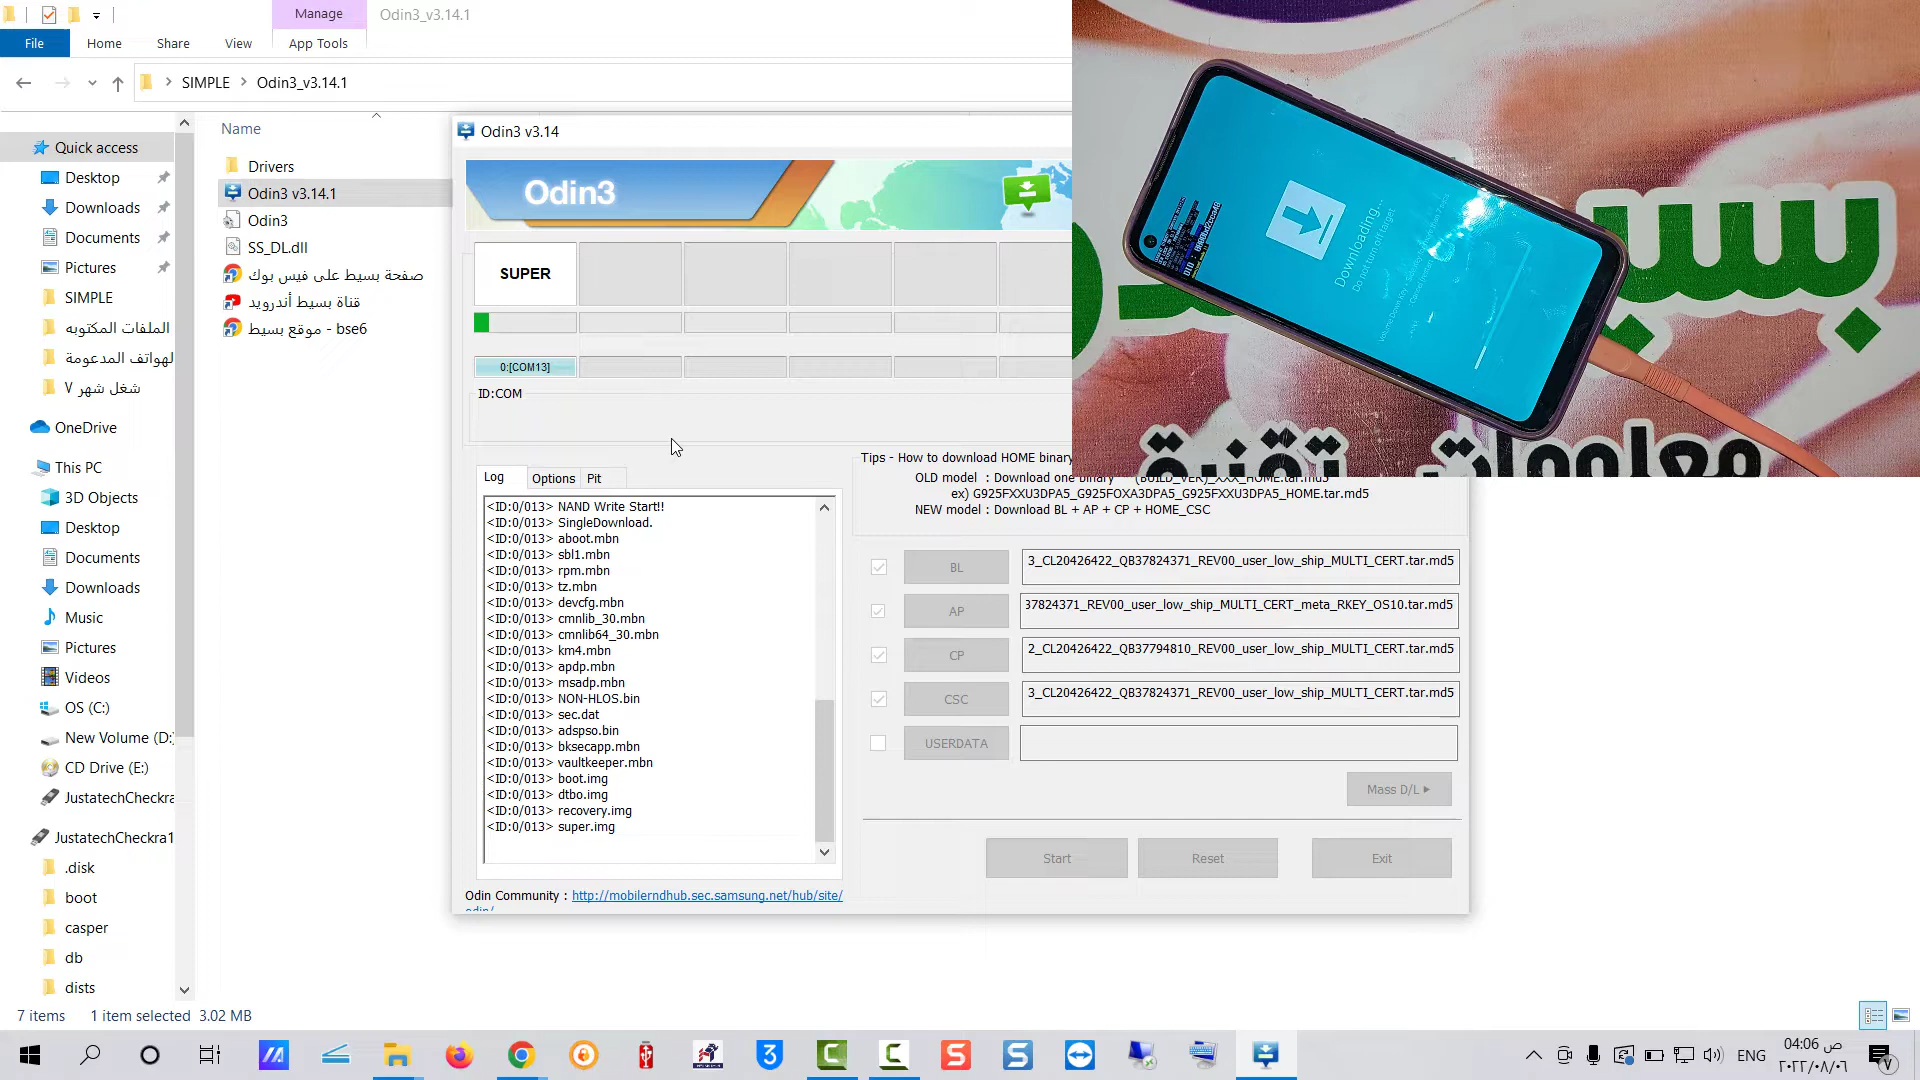 Manage
Odin3_v3.14.1
File
Home
Share
View
App Tools
SIMPLE
Odin3_v3.14.1
Name
Quick access
Desktop
Downloads
Documents
Pictures
SIMPLE
الملفات المكتوبه
لهواتف المدعومة
شغل شهر ٧
OneDrive
This PC
3D Objects
Desktop
Documents
Downloads
Music
Pictures
Videos
OS (C:)
New Volume (D:)
CD Drive (E:)
JustatechCheckra
JustatechCheckra1
.disk
boot
casper
db
dists
Drivers
Odin3 v3.14.1
Odin3
SS_DL.dll
صفحة بسيط على فيس بوك
قناة بسيط أندرويد
موقع بسيط - bse6
Odin3 v3.14
Odin3
SUPER
0:[COM13]
ID:COM
Log
Options
Pit
<ID:0/013> NAND Write Start!!
<ID:0/013> SingleDownload.
<ID:0/013> aboot.mbn
<ID:0/013> sbl1.mbn
<ID:0/013> rpm.mbn
<ID:0/013> tz.mbn
<ID:0/013> devcfg.mbn
<ID:0/013> cmnlib_30.mbn
<ID:0/013> cmnlib64_30.mbn
<ID:0/013> km4.mbn
<ID:0/013> apdp.mbn
<ID:0/013> msadp.mbn
<ID:0/013> NON-HLOS.bin
<ID:0/013> sec.dat
<ID:0/013> adspso.bin
<ID:0/013> bksecapp.mbn
<ID:0/013> vaultkeeper.mbn
<ID:0/013> boot.img
<ID:0/013> dtbo.img
<ID:0/013> recovery.img
<ID:0/013> super.img
Odin Community : http://mobilerndhub.sec.samsung.net/hub/site/
odin/
Tips - How to download HOME binary
OLD model : Download one binary (BUILD_VER)_XXX_HOME.tar.md5
ex) G925FXXU3DPA5_G925FOXA3DPA5_G925FXXU3DPA5_HOME.tar.md5
NEW model : Download BL + AP + CP + HOME_CSC
BL
3_CL20426422_QB37824371_REV00_user_low_ship_MULTI_CERT.tar.md5
AP
37824371_REV00_user_low_ship_MULTI_CERT_meta_RKEY_OS10.tar.md5
CP
2_CL20426422_QB37794810_REV00_user_low_ship_MULTI_CERT.tar.md5
CSC
3_CL20426422_QB37824371_REV00_user_low_ship_MULTI_CERT.tar.md5
USERDATA
Mass D/L
Start
Reset
Exit
Downloading...
Do not turn off target
معلومات تقنية
7 items
1 item selected 3.02 MB
ENG
04:06 ص
٢٠٢٢/٠٨/٠٦